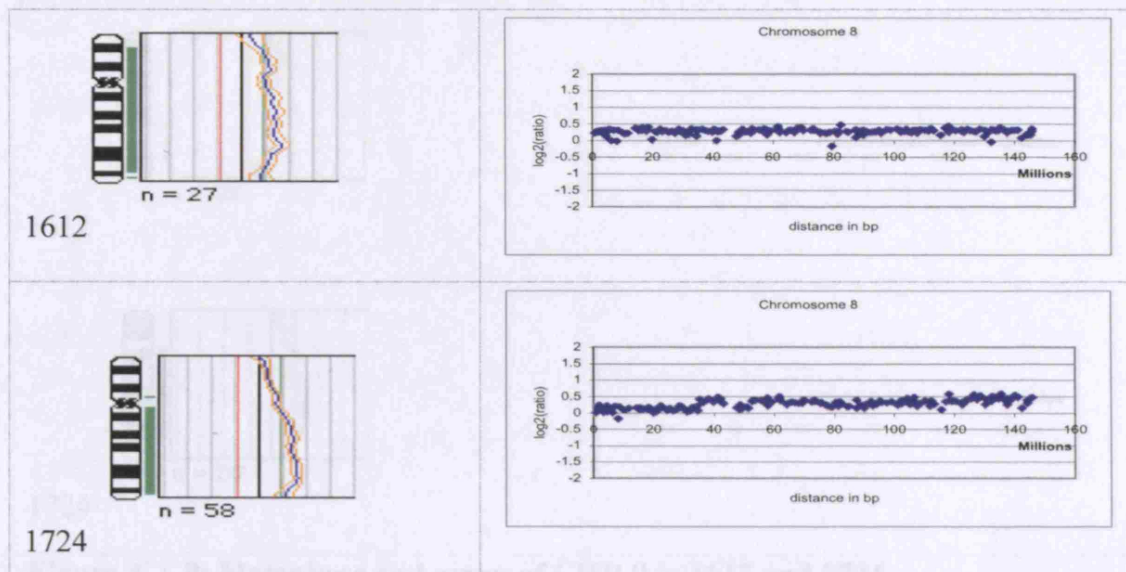 n = 27
1612
Chromosome 8
2
1.5
1
0.5
0
-0.5
-1
-1.5
-2
log2(ratio)
0 20 40 60 80 100 120 140 160
Millions
distance in bp
n = 58
1724
Chromosome 8
2
1.5
1
0.5
0
-0.5
-1
-1.5
-2
log2(ratio)
0 20 40 60 80 100 120 140 160
Millions
distance in bp